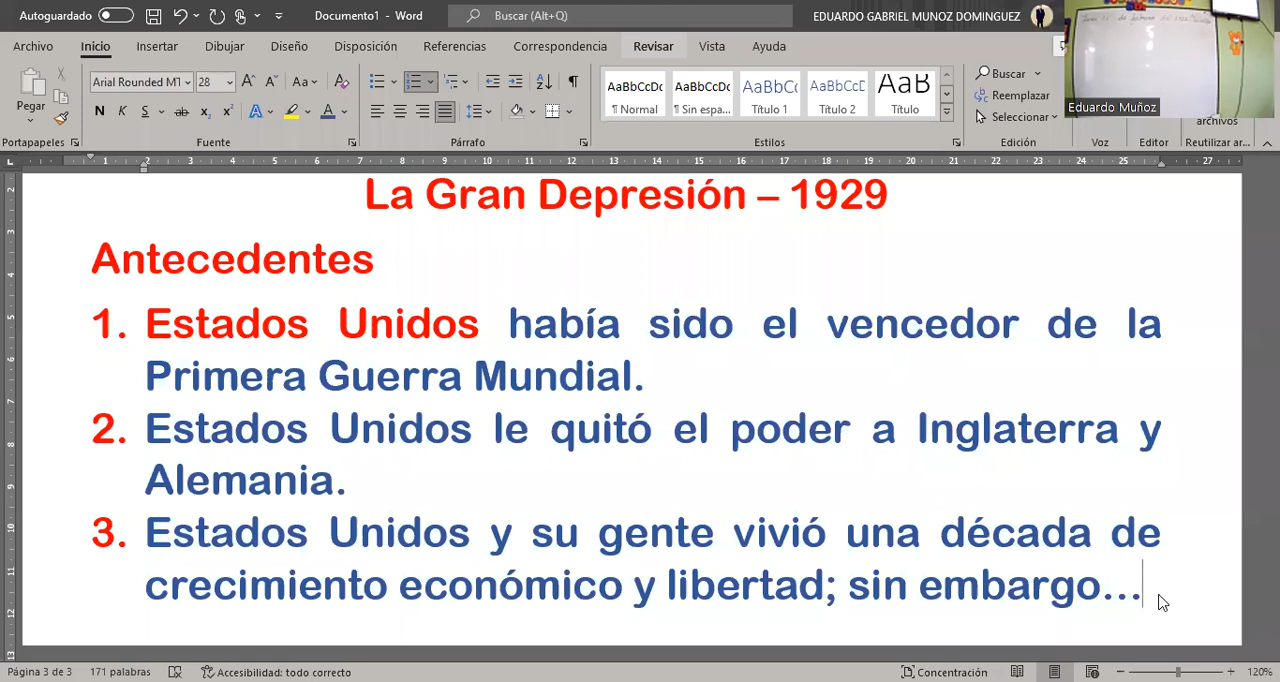 Autoguardado
Documento1 - Word
Buscar (Alt+Q)
EDUARDO GABRIEL MUNOZ DOMINGUEZ
Archivo Inicio Insertar Dibujar Diseño Disposición Referencias Correspondencia Revisar Vista Ayuda
Pegar
Portapapeles
Arial Rounded MT 28
Aa
N K S ab x₂ x² A A
Fuente
Párrafo
AaBbCcDc AaBbCcDc AaBbCc AaBbCcD AaB
¶ Normal ¶ Sin espa... Título 1 Título 2 Título
Estilos
Buscar
Reemplazar
Seleccionar
Edición
Voz
Editor
archivos
Reutilizar ar...
Eduardo Muñoz
La Gran Depresión – 1929
Antecedentes
1. Estados Unidos había sido el vencedor de la
Primera Guerra Mundial.
2. Estados Unidos le quitó el poder a Inglaterra y
Alemania.
3. Estados Unidos y su gente vivió una década de
crecimiento económico y libertad; sin embargo...
Página 3 de 3 171 palabras Accesibilidad: todo correcto Concentración 120%